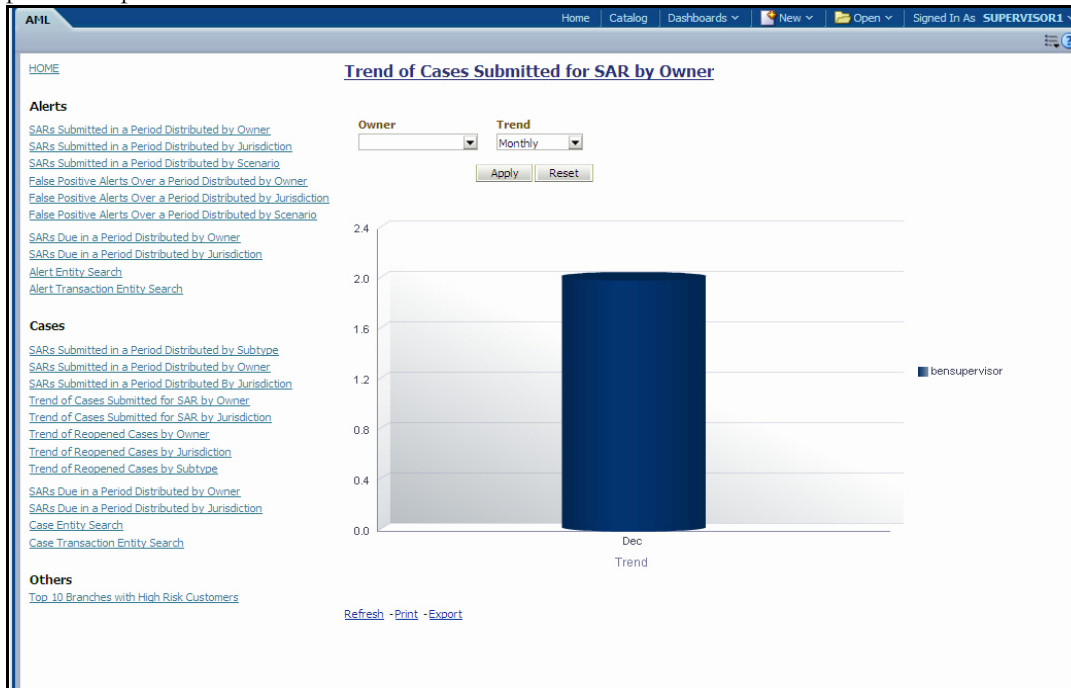 AML Home Catalog Dashboards New Open Signed In As SUPERVISOR1
HOME
Alerts
SARs Submitted in a Period Distributed by Owner
SARs Submitted in a Period Distributed by Jurisdiction
SARs Submitted in a Period Distributed by Scenario
False Positive Alerts Over a Period Distributed by Owner
False Positive Alerts Over a Period Distributed by Jurisdiction
False Positive Alerts Over a Period Distributed by Scenario
SARs Due in a Period Distributed by Owner
SARs Due in a Period Distributed by Jurisdiction
Alert Entity Search
Alert Transaction Entity Search
Cases
SARs Submitted in a Period Distributed by Subtype
SARs Submitted in a Period Distributed by Owner
SARs Submitted in a Period Distributed By Jurisdiction
Trend of Cases Submitted for SAR by Owner
Trend of Cases Submitted for SAR by Jurisdiction
Trend of Reopened Cases by Owner
Trend of Reopened Cases by Jurisdiction
Trend of Reopened Cases by Subtype
SARs Due in a Period Distributed by Owner
SARs Due in a Period Distributed by Jurisdiction
Case Entity Search
Case Transaction Entity Search
Others
Top 10 Branches with High Risk Customers
Trend of Cases Submitted for SAR by Owner
Owner Trend
Monthly
Apply Reset
2.4
2.0
1.6
1.2
0.8
0.4
0.0
Dec
Trend
bensupervisor
Refresh - Print - Export